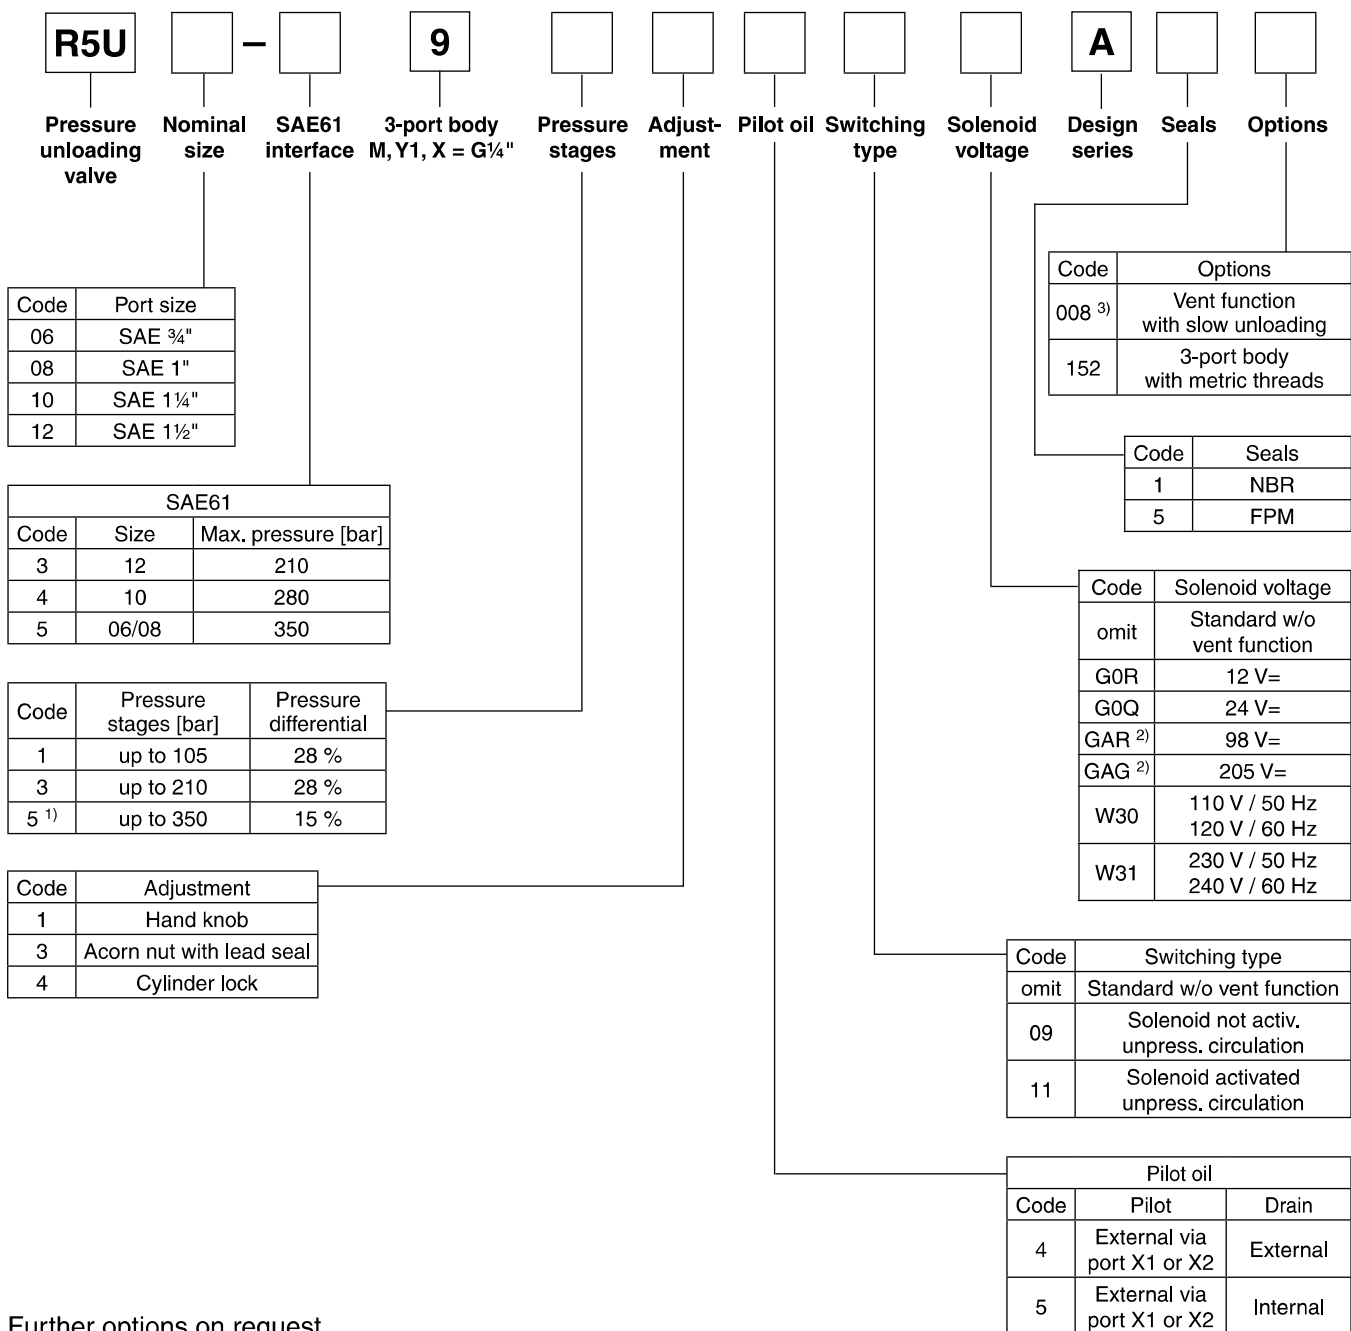 R5U – 9 A
Pressure unloading valve
Nominal size
SAE61 interface
3-port body M, Y1, X = G¼"
Pressure stages
Adjust-ment
Pilot oil
Switching type
Solenoid voltage
Design series
Seals
Options
Code Port size
06 SAE ¾"
08 SAE 1"
10 SAE 1¼"
12 SAE 1½"
SAE61
Code Size Max. pressure [bar]
3 12 210
4 10 280
5 06/08 350
Code Pressure stages [bar] Pressure differential
1 up to 105 28 %
3 up to 210 28 %
5 1) up to 350 15 %
Code Adjustment
1 Hand knob
3 Acorn nut with lead seal
4 Cylinder lock
Code Options
008 3) Vent function with slow unloading
152 3-port body with metric threads
Code Seals
1 NBR
5 FPM
Code Solenoid voltage
omit Standard w/o vent function
G0R 12 V=
G0Q 24 V=
GAR 2) 98 V=
GAG 2) 205 V=
W30 110 V / 50 Hz
120 V / 60 Hz
W31 230 V / 50 Hz
240 V / 60 Hz
Code Switching type
omit Standard w/o vent function
09 Solenoid not activ. unpress. circulation
11 Solenoid activated unpress. circulation
Pilot oil
Code Pilot Drain
4 External via port X1 or X2 External
5 External via port X1 or X2 Internal
Further options on request